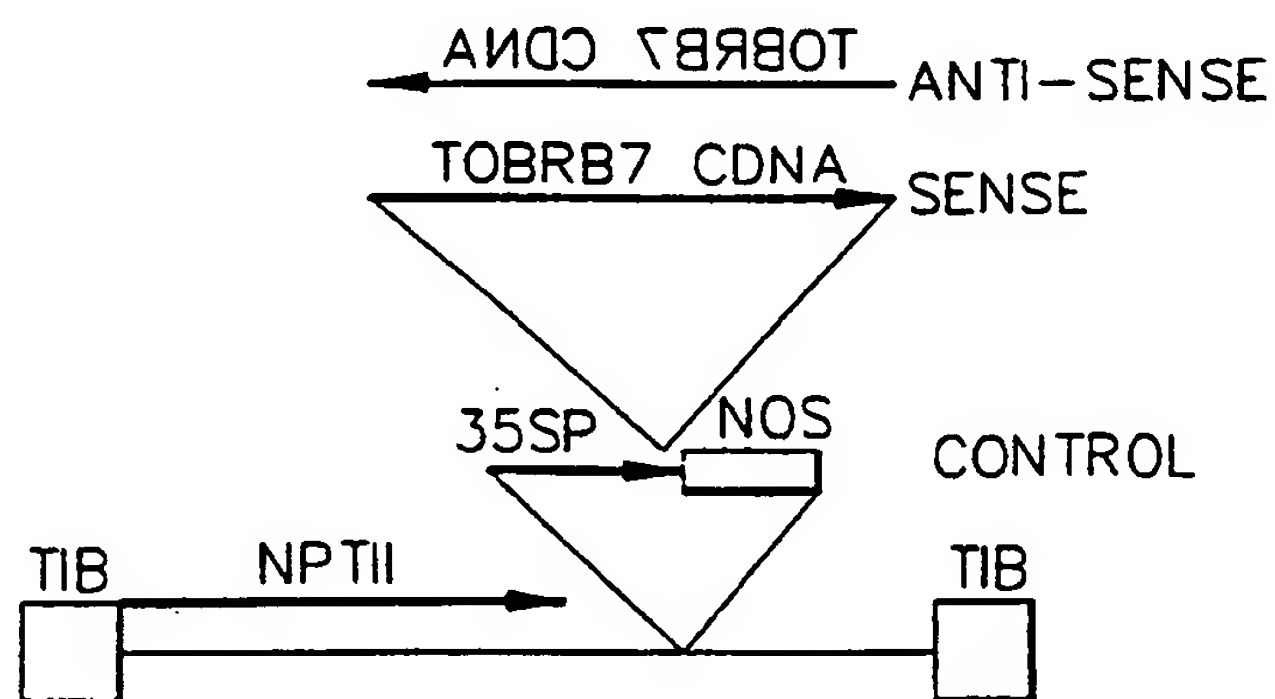 TOBRB7 CDNA
ANTI-SENSE
TOBRB7 CDNA
SENSE
35SP
NOS
CONTROL
TIB
NPTII
TIB